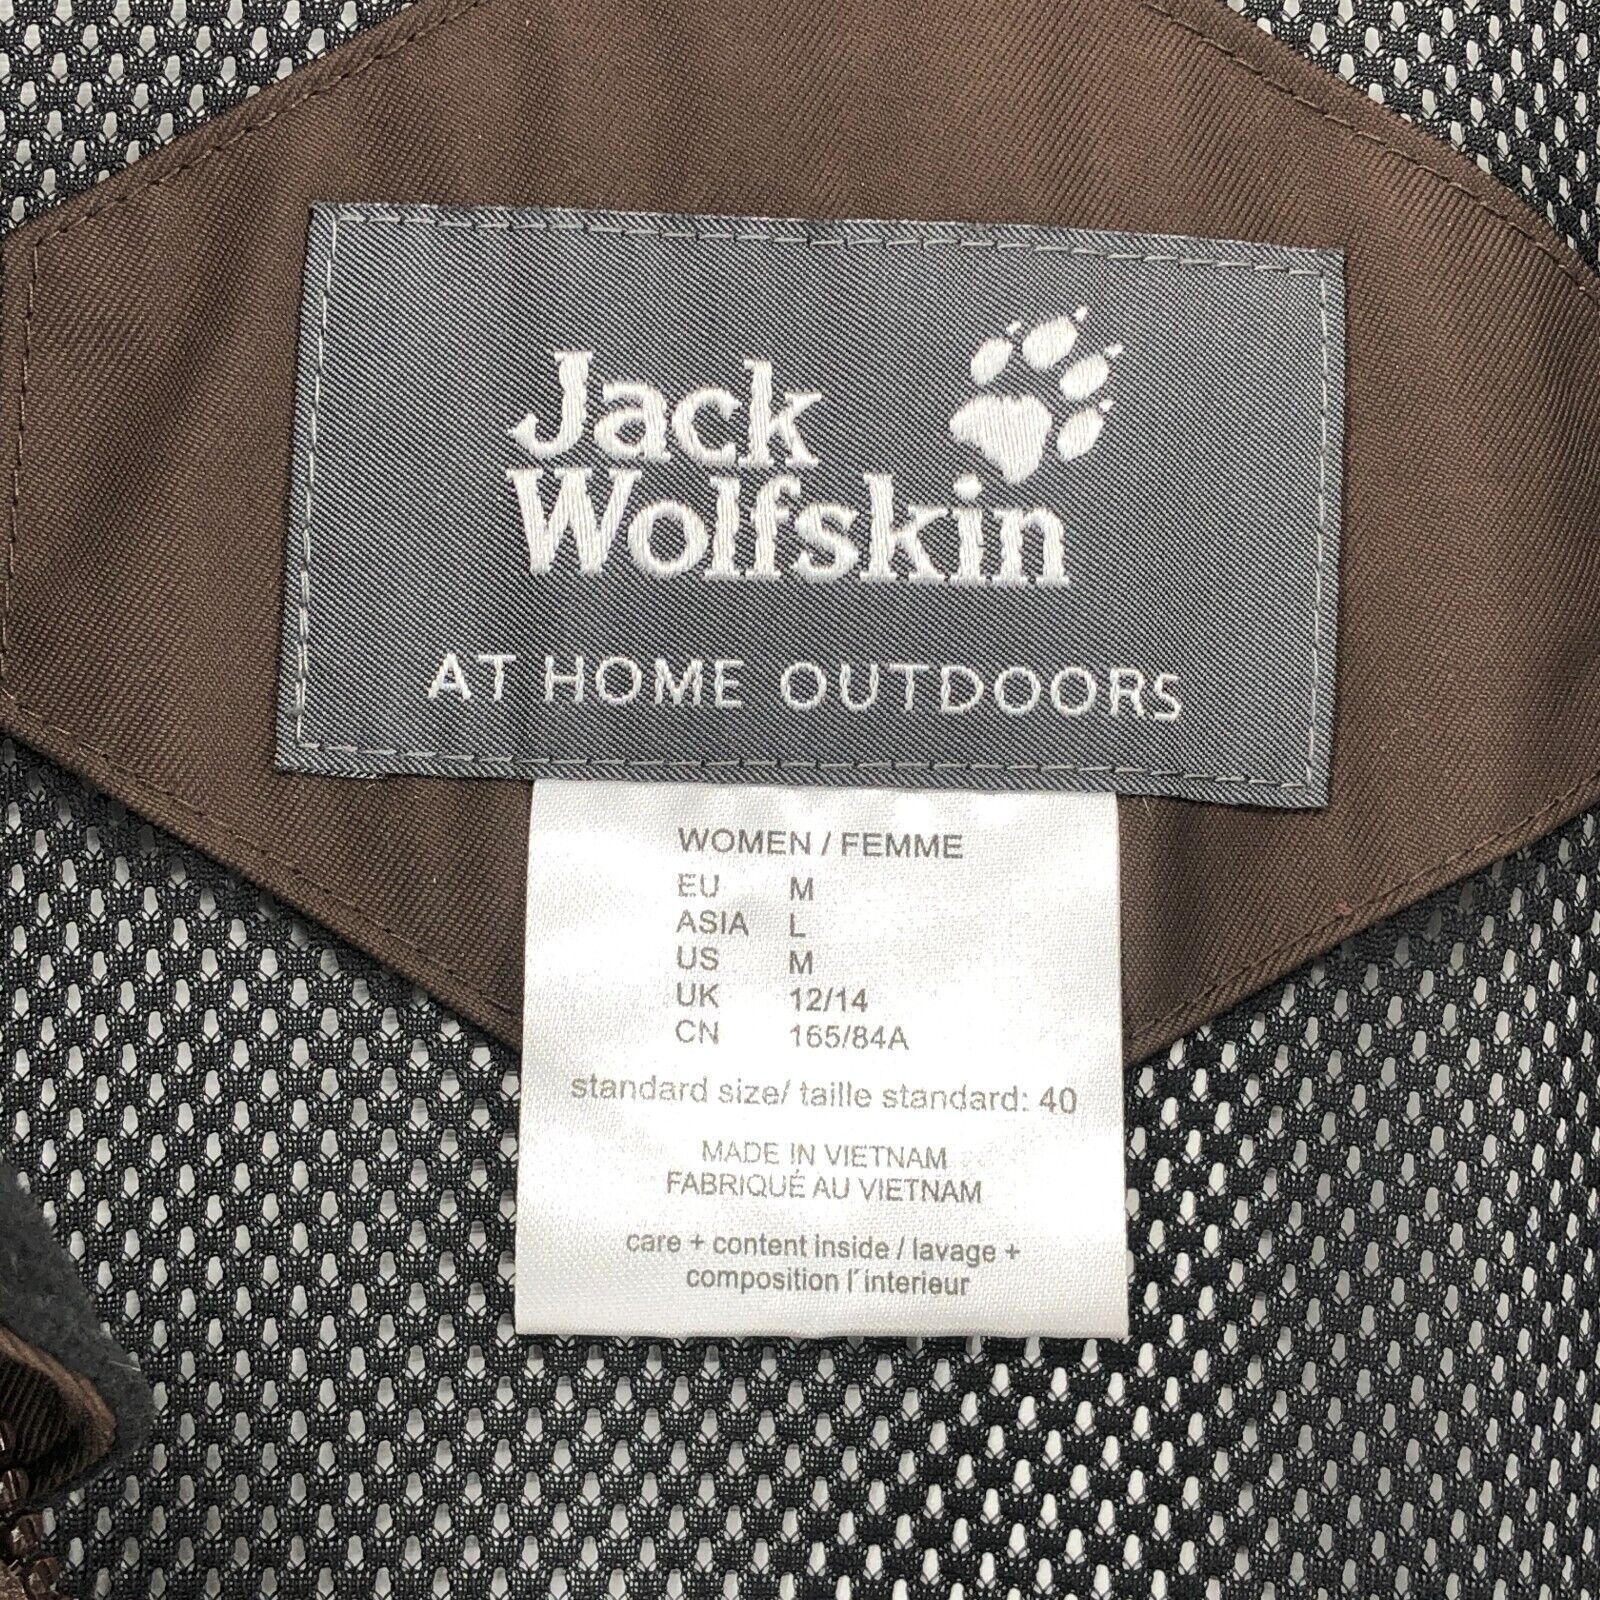 Jack
Wolfskin
AT HOME OUTDOORS
WOMEN / FEMME
EU M
ASIA L
US M
UK 12/14
CN 165/84A
standard size/ taille standard: 40
MADE IN VIETNAM
FABRIQUÉ AU VIETNAM
care + content inside / lavage +
composition l´interieur